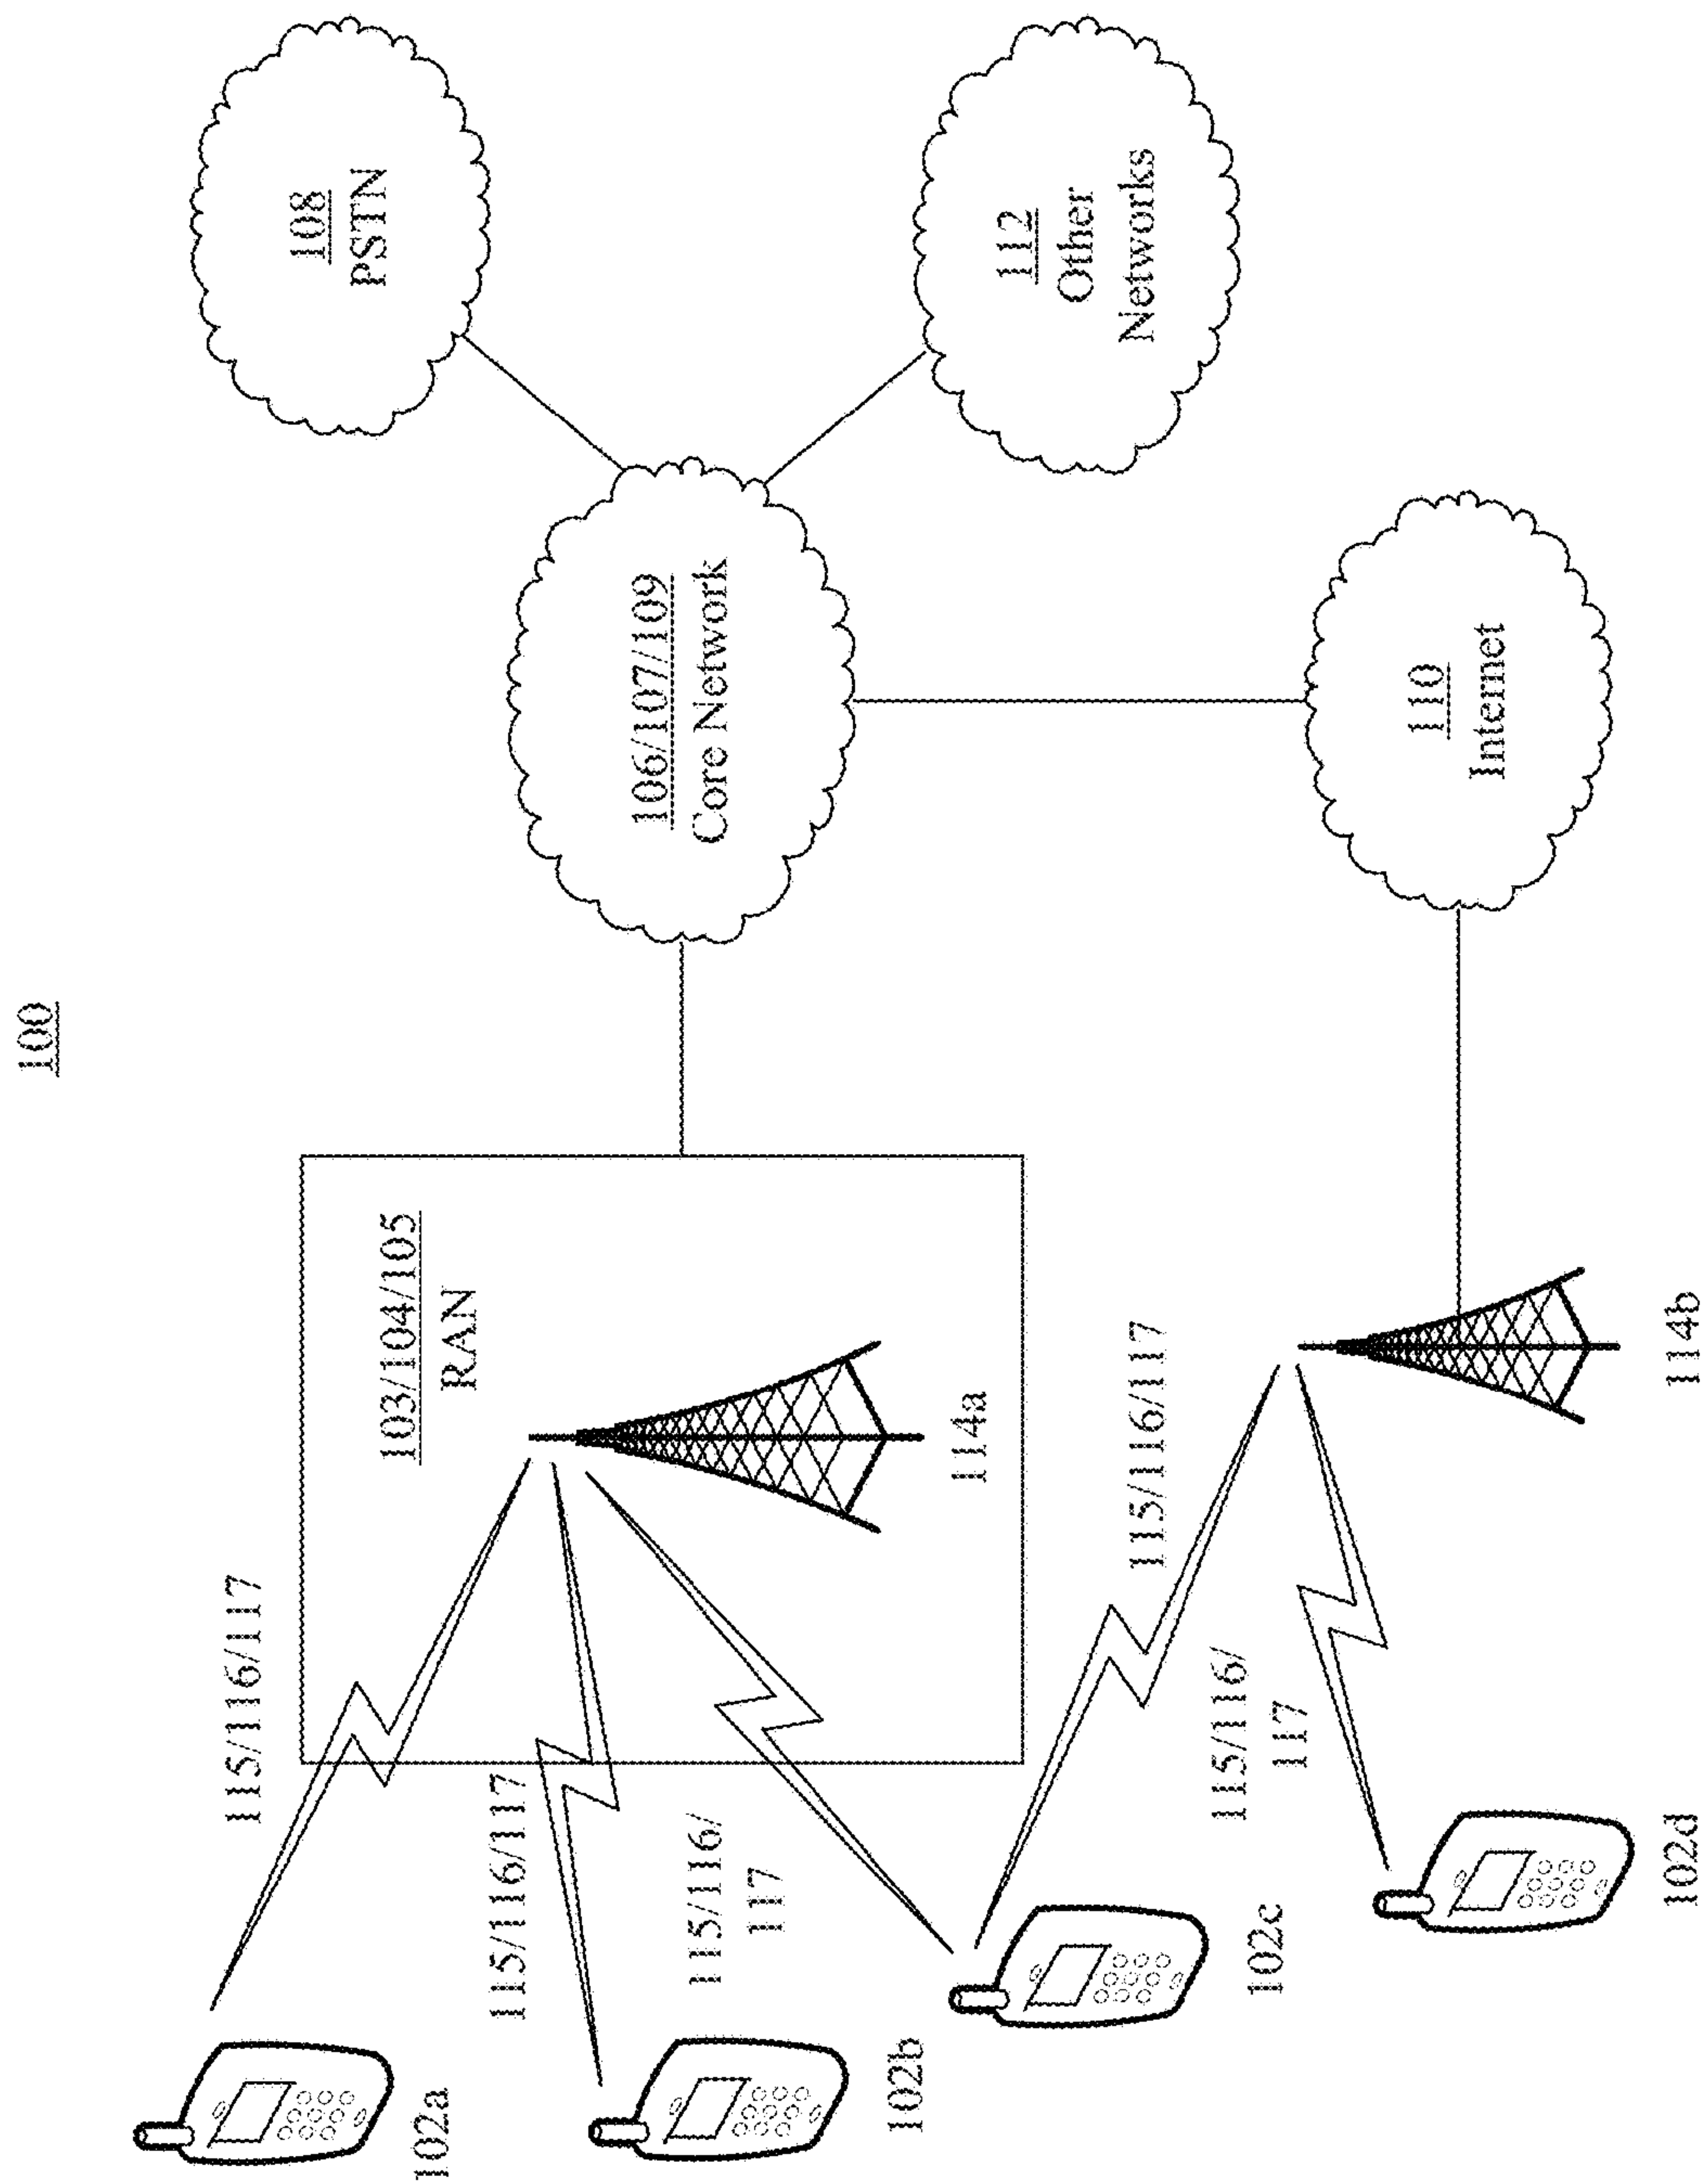 100
108
PSTN
106/107/109
Core Network
112
Other
Networks
103/104/105
RAN
110
Internet
115/116/117
115/116/117
115/116/
117
114a
115/116/117
115/116/
117
114b
102a
102b
102c
102d